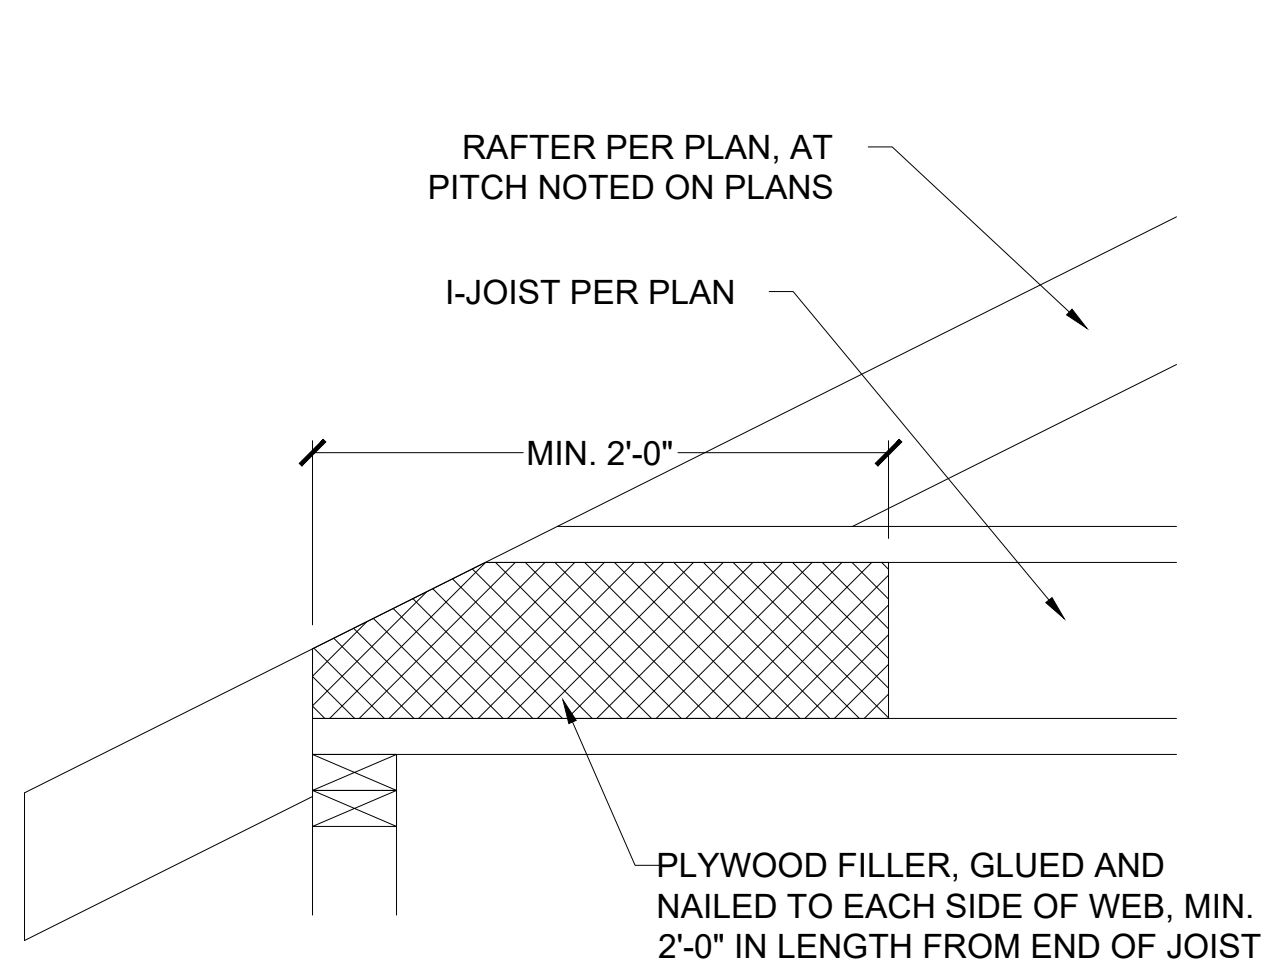 RAFTER PER PLAN, AT
PITCH NOTED ON PLANS
I-JOIST PER PLAN
MIN. 2'-0"
PLYWOOD FILLER, GLUED AND
NAILED TO EACH SIDE OF WEB, MIN.
2'-0" IN LENGTH FROM END OF JOIST